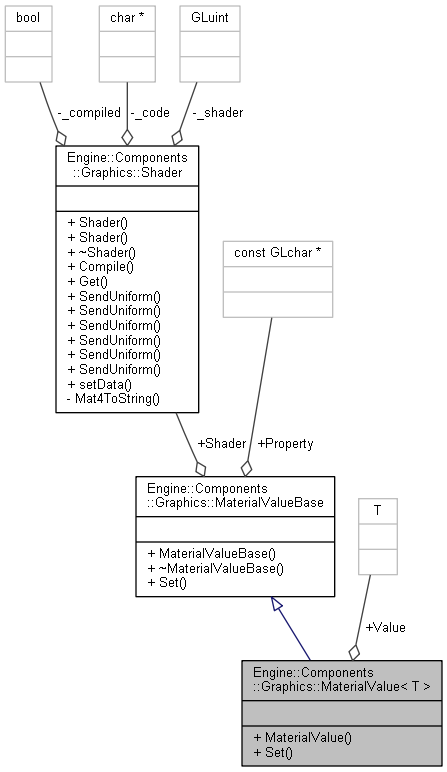 bool
char *
GLuint
-_compiled
-_code
-_shader
Engine::Components
::Graphics::Shader
+ Shader()
+ Shader()
+ ~Shader()
+ Compile()
+ Get()
+ SendUniform()
+ SendUniform()
+ SendUniform()
+ SendUniform()
+ SendUniform()
+ SendUniform()
+ setData()
- Mat4ToString()
const GLchar *
+Shader
+Property
Engine::Components
::Graphics::MaterialValueBase
+ MaterialValueBase()
+ ~MaterialValueBase()
+ Set()
T
+Value
Engine::Components
::Graphics::MaterialValue< T >
+ MaterialValue()
+ Set()